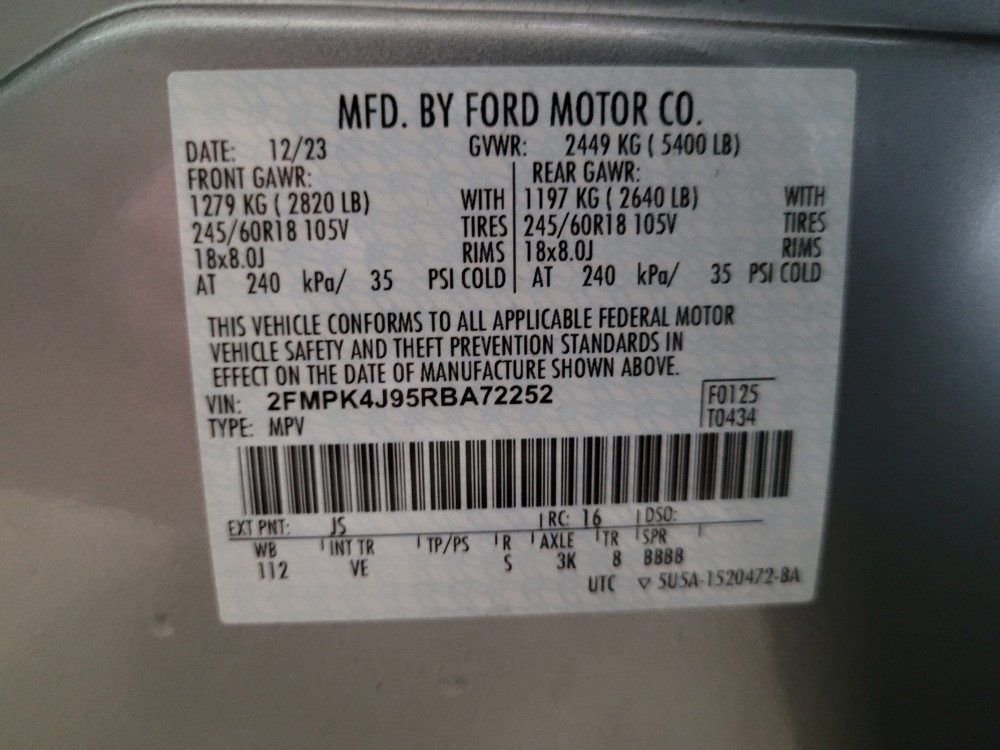 MFD. BY FORD MOTOR CO.
DATE: 12/23 GVWR: 2449 KG ( 5400 LB)
FRONT GAWR: REAR GAWR:
1279 KG ( 2820 LB) WITH 1197 KG ( 2640 LB) WITH
245/60R18 105V TIRES 245/60R18 105V TIRES
18x8.0J RIMS 18x8.0J RIMS
AT 240 kPa/ 35 PSI COLD AT 240 kPa/ 35 PSI COLD
THIS VEHICLE CONFORMS TO ALL APPLICABLE FEDERAL MOTOR
VEHICLE SAFETY AND THEFT PREVENTION STANDARDS IN
EFFECT ON THE DATE OF MANUFACTURE SHOWN ABOVE.
VIN: 2FMPK4J95RBA72252 F0125
TYPE: MPV T0434
EXT PNT: JS RC: 16 DSO:
WB INT TR TP/PS R AXLE TR SPR
112 VE S 3K 8 BBBB
UTC ▽ 5U5A-1520472-BA